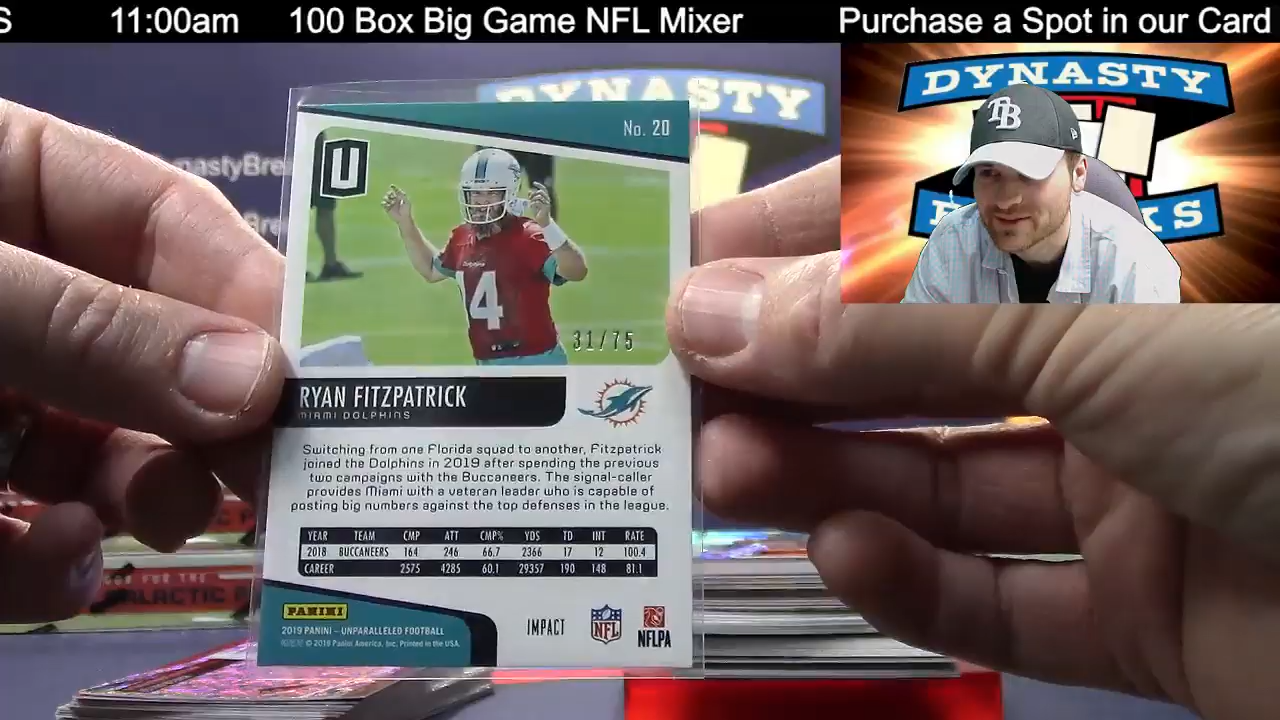 S 11:00am 100 Box Big Game NFL Mixer Purchase a Spot in our Card
DYNASTY
No. 20
U
14
31/75
RYAN FITZPATRICK
MIAMI DOLPHINS
Switching from one Florida squad to another, Fitzpatrick
joined the Dolphins in 2019 after spending the previous
two campaigns with the Buccaneers. The signal-caller
provides Miami with a veteran leader who is capable of
posting big numbers against the top defenses in the league.
YEAR TEAM CMP ATT CMP% YDS TD INT RATE
2018 BUCCANEERS 164 246 66.7 2366 17 12 100.4
CAREER 2575 4285 60.1 29357 190 148 81.1
PANINI
2019 PANINI – UNPARALLELED FOOTBALL
© 2019 Panini America, Inc. Printed in the USA.
IMPACT
NFL
NFLPA
DYNASTY
TB